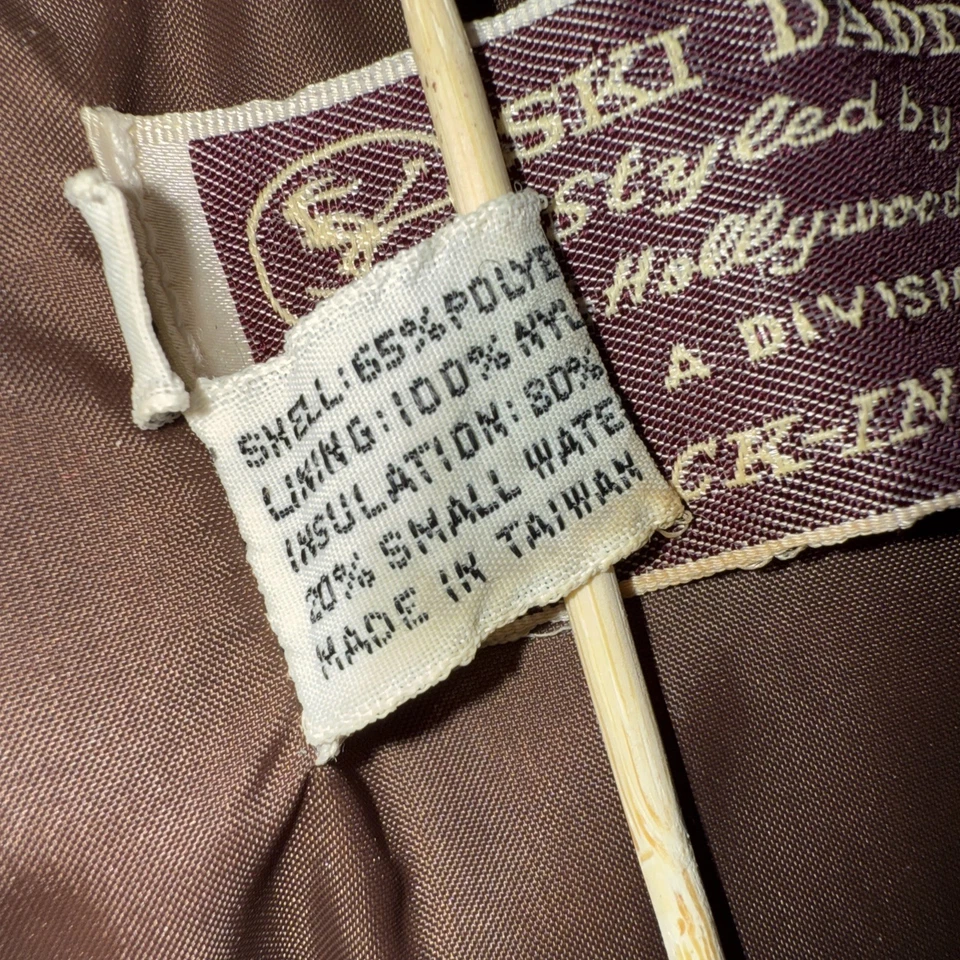 SKI DADD
Styled by
Hollywood
A DIVISI
CK-IN
SHELL:65%POLYE
LINING:100%NYL
INSULATION:80%
20% SMALL WATE
MADE IN TAIWAN